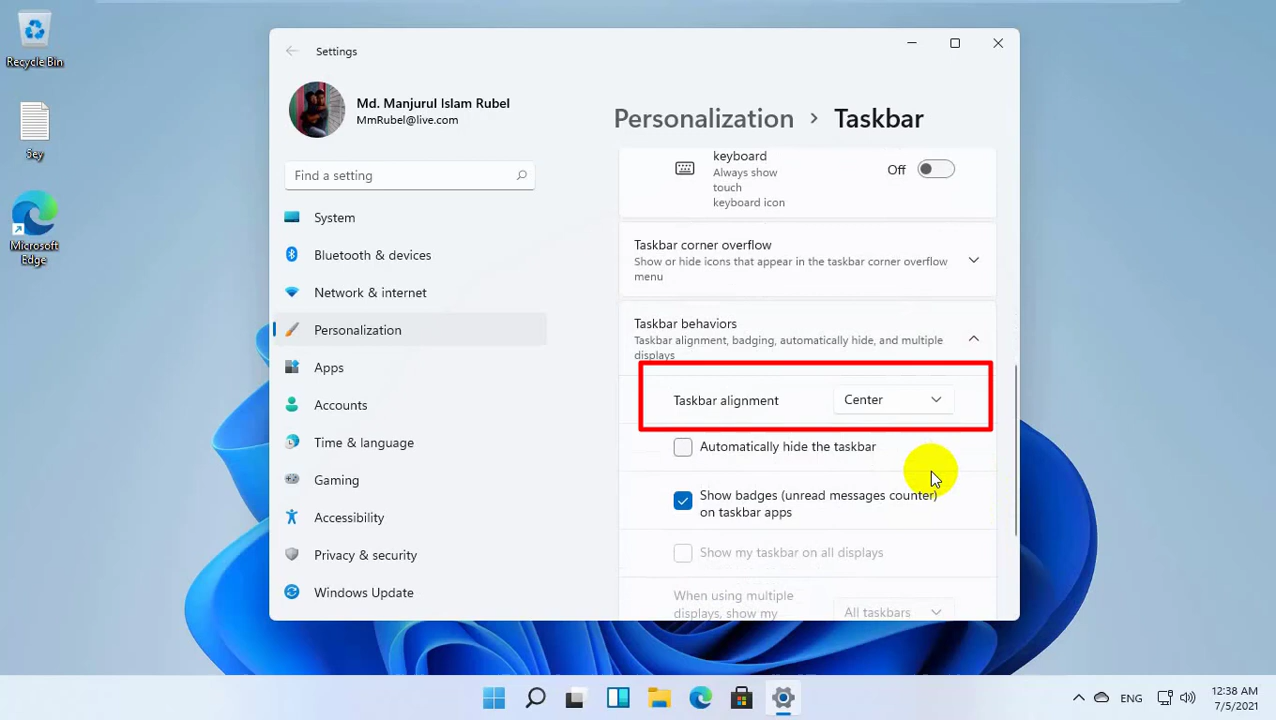 Recycle Bin
Sey
Microsoft
Edge
Settings
Md. Manjurul Islam Rubel
MmRubel@live.com
Find a setting
System
Bluetooth & devices
Network & internet
Personalization
Apps
Accounts
Time & language
Gaming
Accessibility
Privacy & security
Windows Update
Personalization > Taskbar
keyboard
Always show
touch
keyboard icon
Off
Taskbar corner overflow
Show or hide icons that appear in the taskbar corner overflow
menu
Taskbar behaviors
Taskbar alignment, badging, automatically hide, and multiple
displays
Taskbar alignment
Center
Automatically hide the taskbar
Show badges (unread messages counter)
on taskbar apps
Show my taskbar on all displays
When using multiple
displays, show my
All taskbars
ENG
12:38 AM
7/5/2021